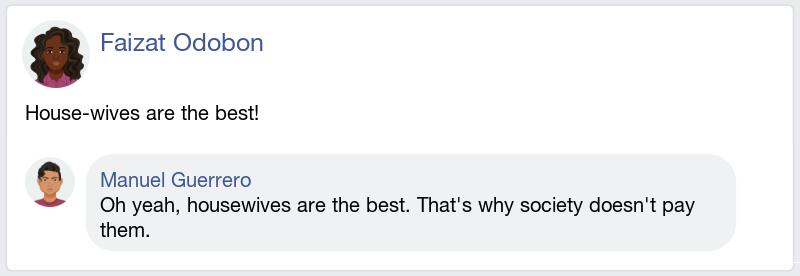 Faizat Odobon
House-wives are the best!
Manuel Guerrero
Oh yeah, housewives are the best. That's why society doesn't pay
them.